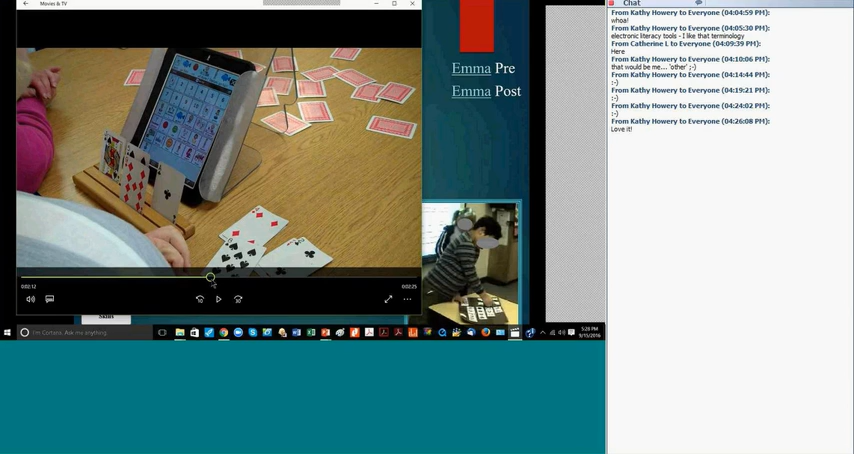 Movies & TV
Emma Pre
Emma Post
0:02:12
0:02:25
Skills
I'm Cortana. Ask me anything
5:28 PM
9/15/2016
Chat
From Kathy Howery to Everyone (04:04:59 PM):
whoa!
From Kathy Howery to Everyone (04:05:30 PM):
electronic literacy tools - I like that terminology
From Catherine L to Everyone (04:09:39 PM):
Here
From Kathy Howery to Everyone (04:10:06 PM):
that would be me... 'other' ;-)
From Kathy Howery to Everyone (04:14:44 PM):
:-)
From Kathy Howery to Everyone (04:19:21 PM):
:-)
From Kathy Howery to Everyone (04:24:02 PM):
:-)
From Kathy Howery to Everyone (04:26:08 PM):
Love it!